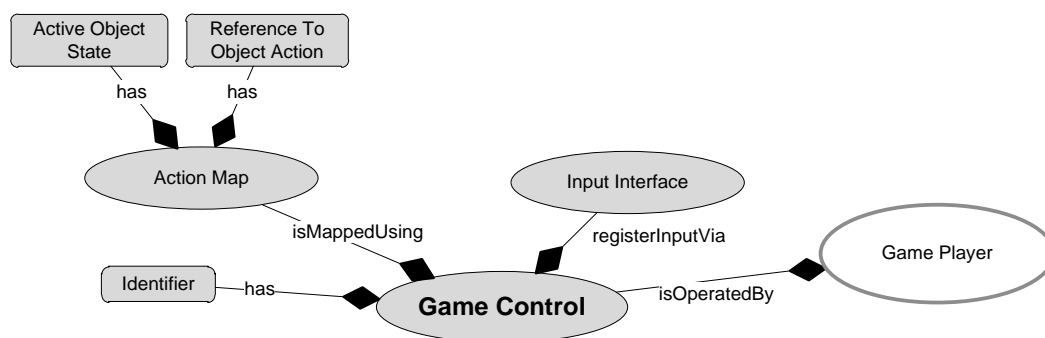 Active Object
State
Reference To
Object Action
has
has
Action Map
Input Interface
isMappedUsing
registerInputVia
Game Player
Identifier
has
Game Control
isOperatedBy